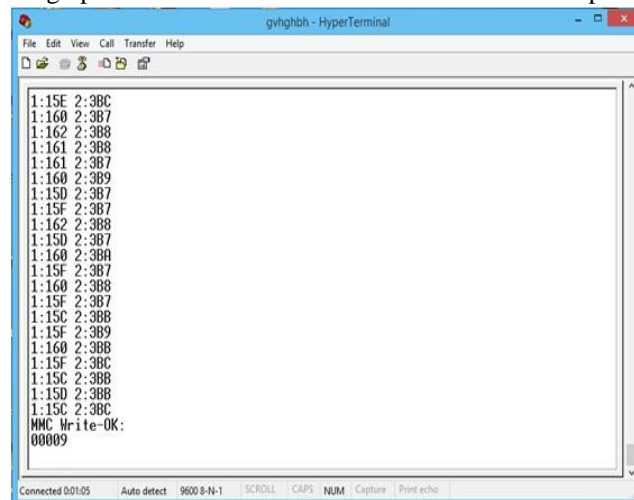 gvhghbh - HyperTerminal
File Edit View Call Transfer Help
1:15E 2:3BC
1:160 2:3B7
1:162 2:3B8
1:161 2:3B8
1:161 2:3B7
1:160 2:3B9
1:15D 2:3B7
1:15F 2:3B7
1:162 2:3B8
1:15D 2:3B7
1:160 2:3BA
1:15F 2:3B7
1:160 2:3B8
1:15F 2:3B7
1:15C 2:3BB
1:15F 2:3B9
1:160 2:3BB
1:15F 2:3BC
1:15C 2:3BB
1:15D 2:3BB
1:15C 2:3BC
MMC Write-OK:
00009
Connected 0:01:05 Auto detect 9600 8-N-1 SCROLL CAPS NUM Capture Print echo